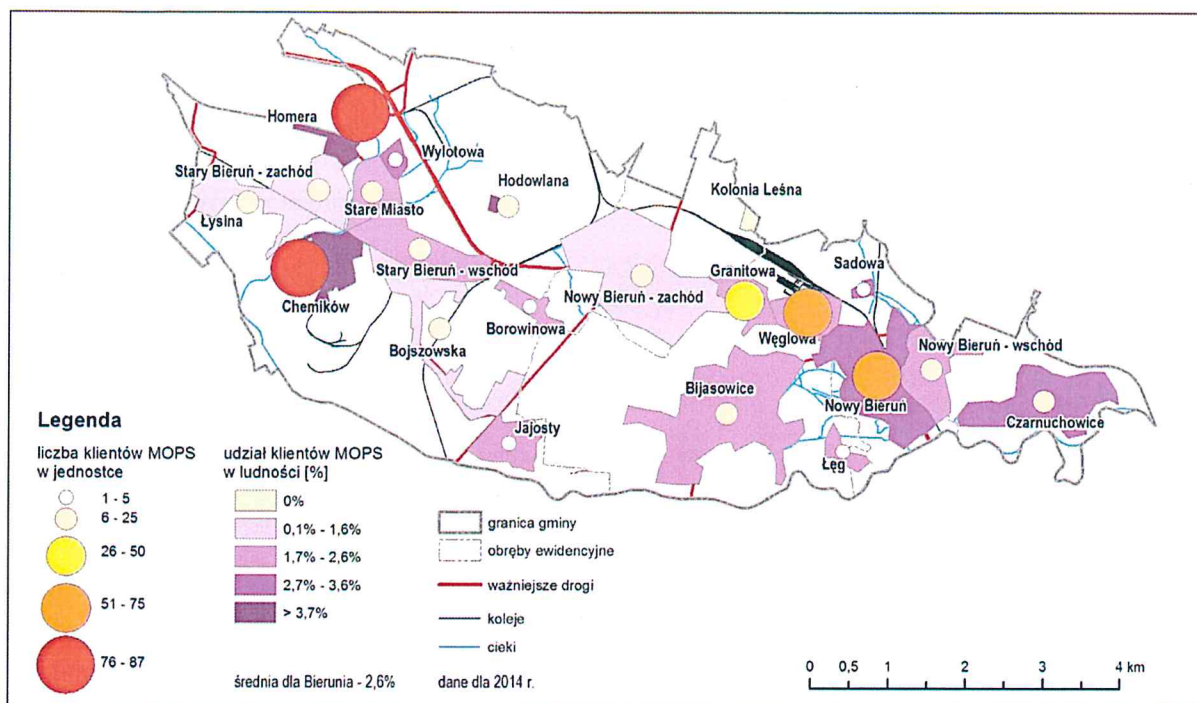 Homera
Wylotowa
Stary Bieruń - zachód
Hodowlana
Kolonia Leśna
Łysina
Stare Miasto
Granitowa
Sadowa
Stary Bieruń - wschód
Nowy Bieruń - zachód
Chemików
Borowinowa
Węglowa
Nowy Bieruń - wschód
Bojszowska
Bijasowice
Nowy Bieruń
Czarnuchowice
Jajosty
Łęg
Legenda
liczba klientów MOPS
w jednostce
1 - 5
6 - 25
26 - 50
51 - 75
76 - 87
udział klientów MOPS
w ludności [%]
0%
0,1% - 1,6%
1,7% - 2,6%
2,7% - 3,6%
> 3,7%
średnia dla Bierunia - 2,6%
granica gminy
obręby ewidencyjne
ważniejsze drogi
koleje
cieki
dane dla 2014 r.
0 0,5 1 2 3 4 km